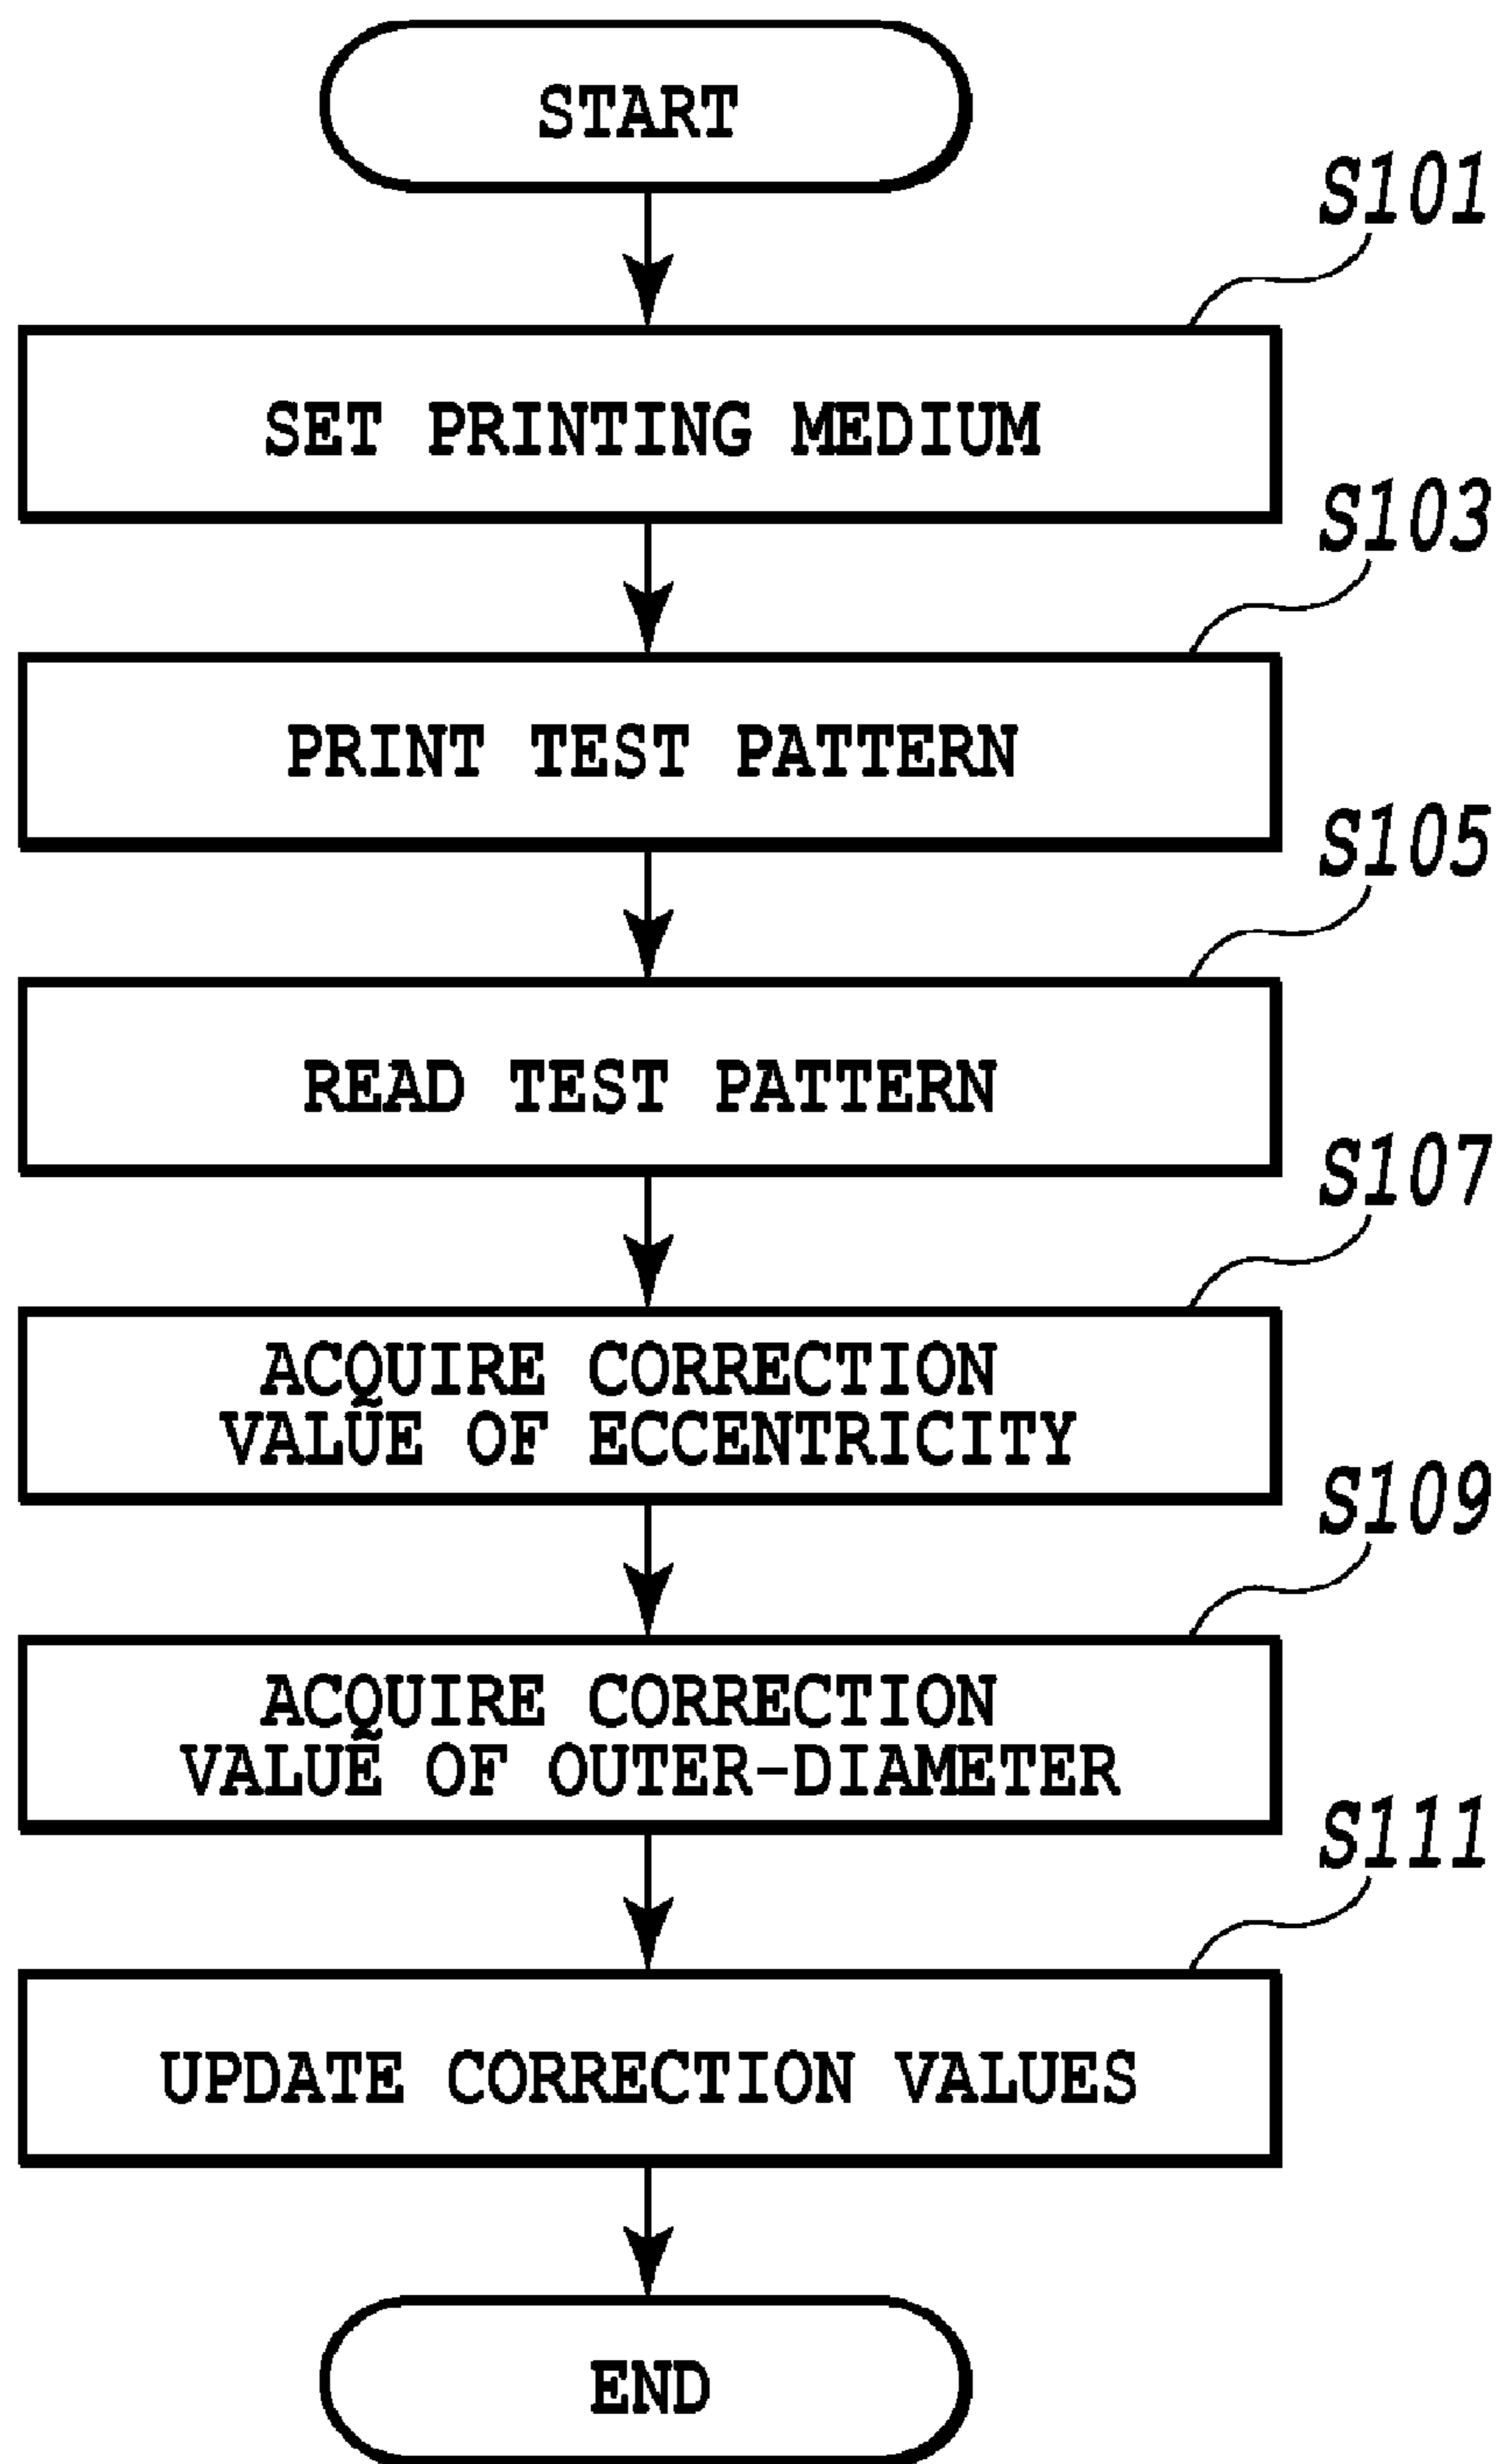 START
S101
SET PRINTING MEDIUM
S103
PRINT TEST PATTERN
S105
READ TEST PATTERN
S107
ACQUIRE CORRECTION
VALUE OF ECCENTRICITY
S109
ACQUIRE CORRECTION
VALUE OF OUTER-DIAMETER
S111
UPDATE CORRECTION VALUES
END